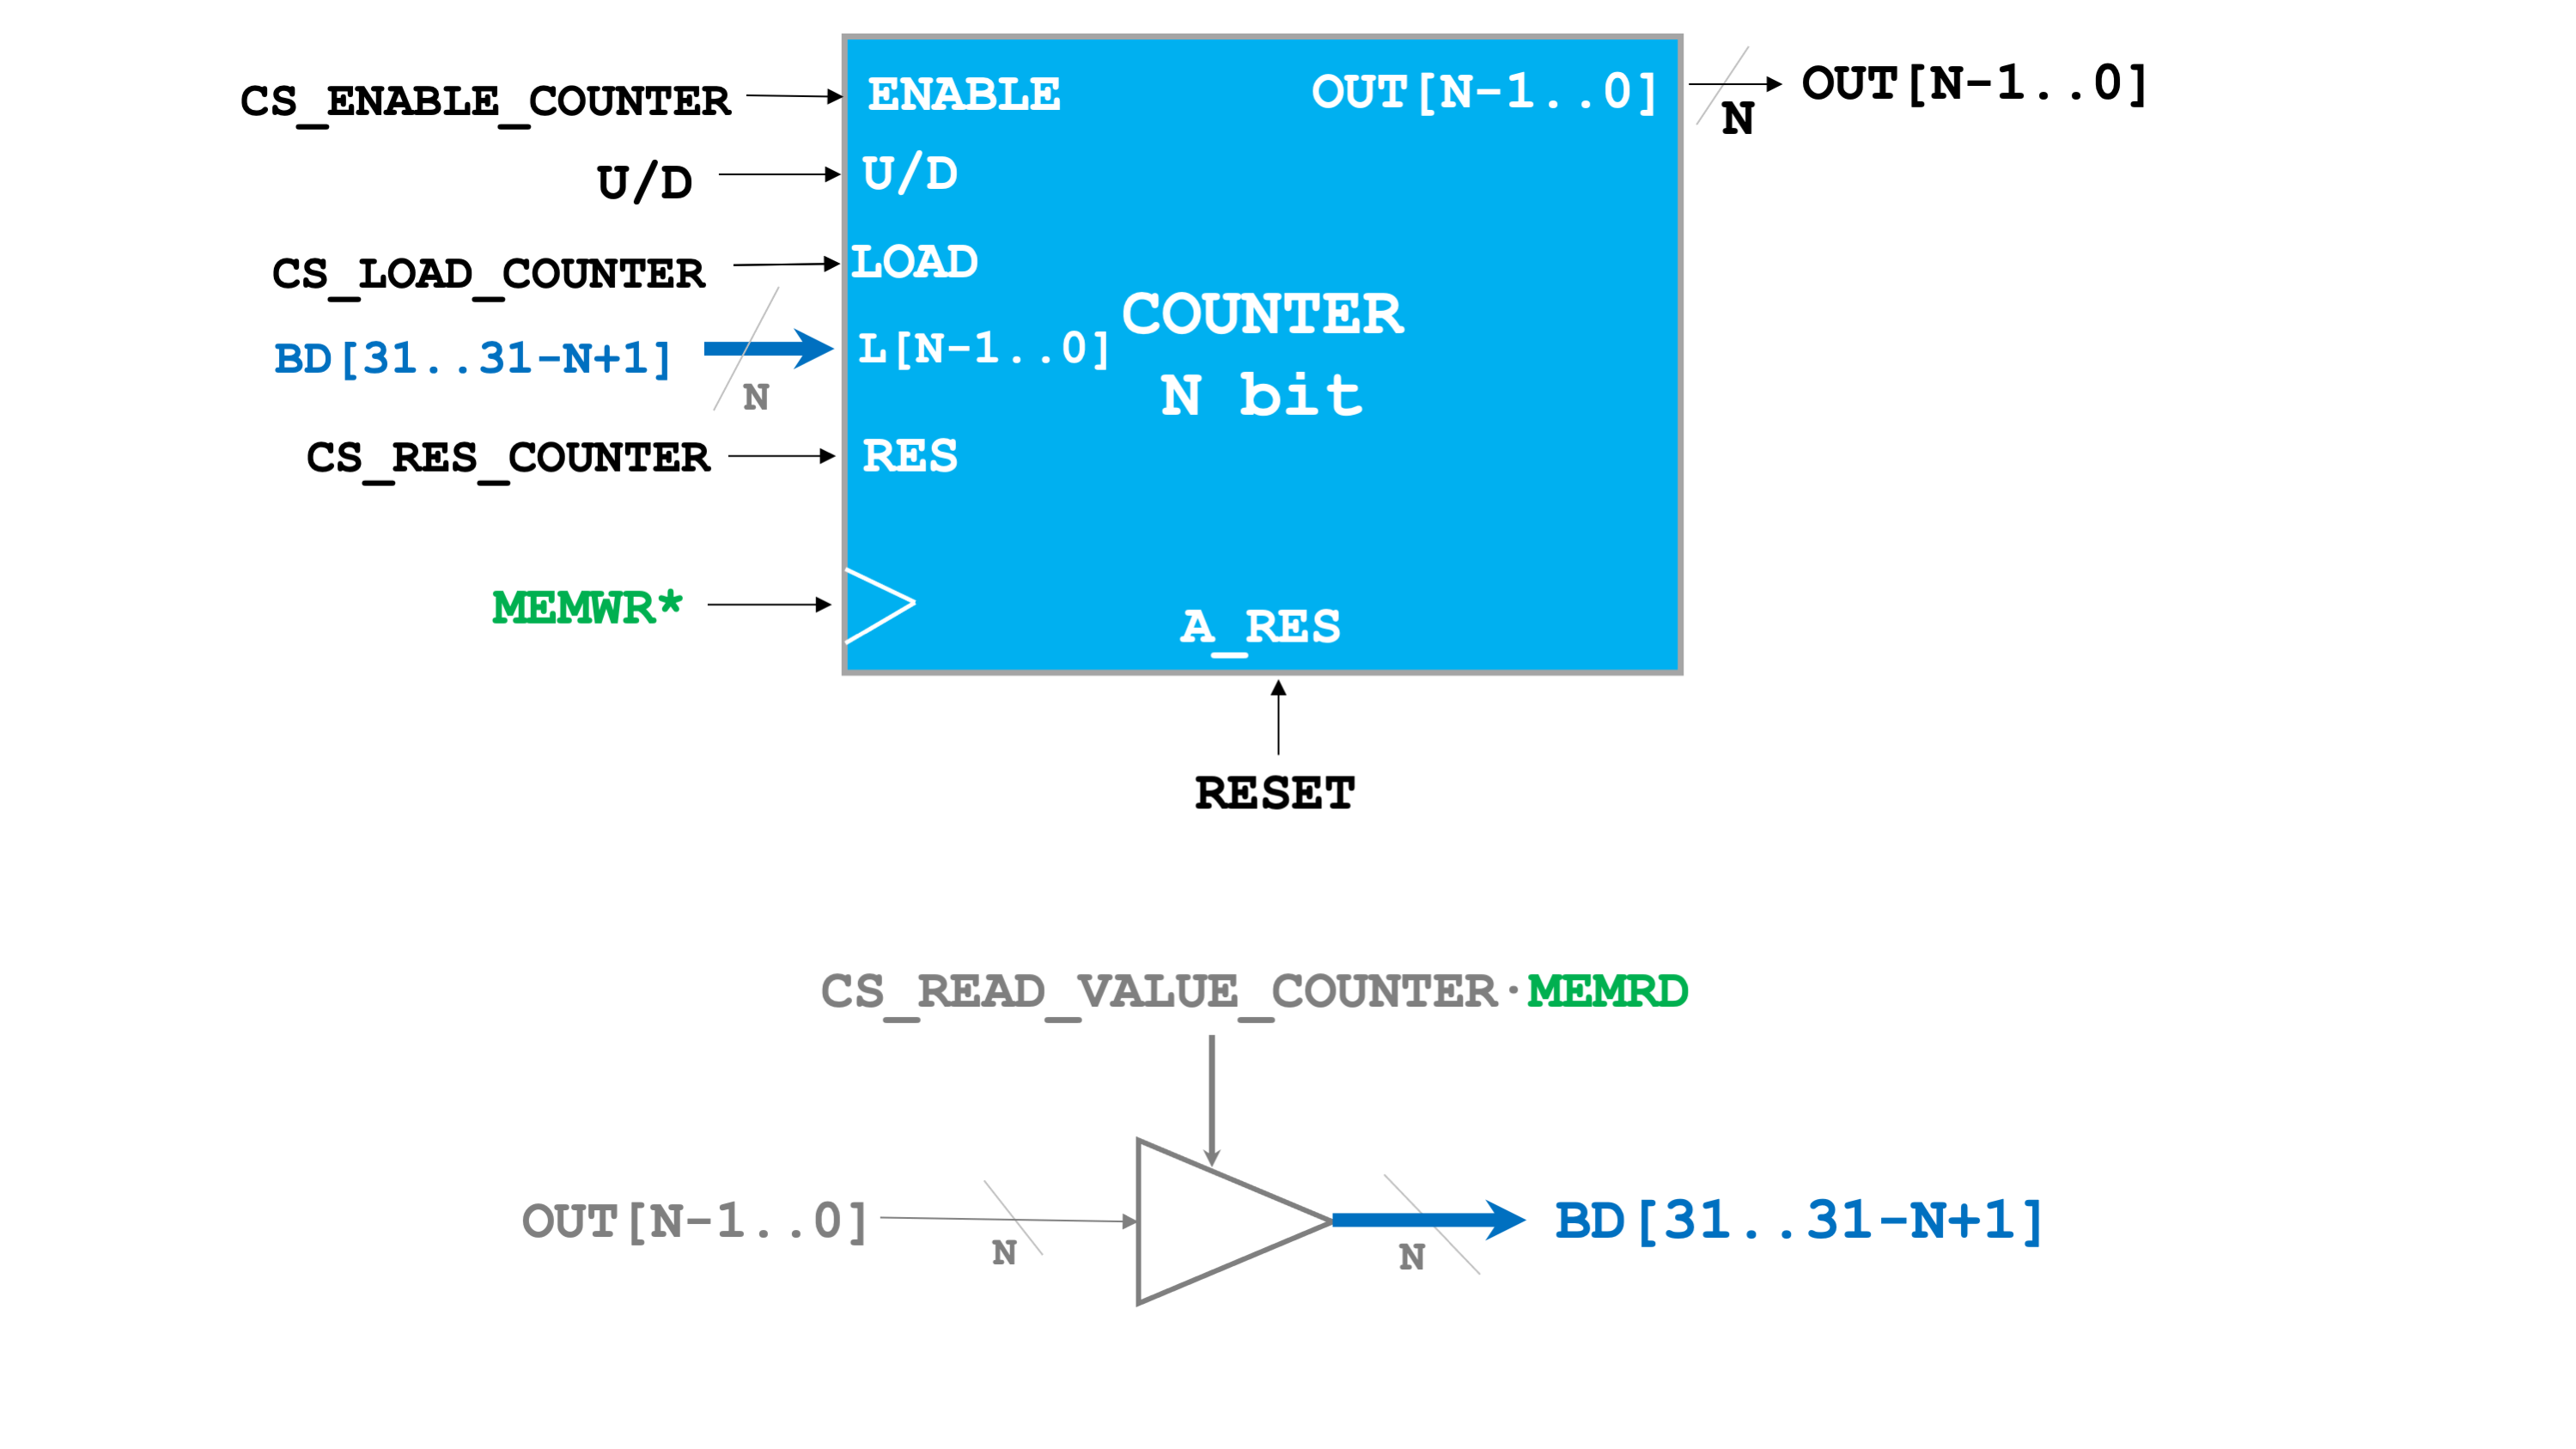 CS_ENABLE_COUNTER
ENABLE
OUT[N-1..0]
OUT[N-1..0]
N
U/D
U/D
CS_LOAD_COUNTER
LOAD
COUNTER
BD[31..31-N+1]
N
L[N-1..0]
N bit
CS_RES_COUNTER
RES
MEMWR*
A_RES
RESET
CS_READ_VALUE_COUNTER·MEMRD
OUT[N-1..0]
N
N
BD[31..31-N+1]